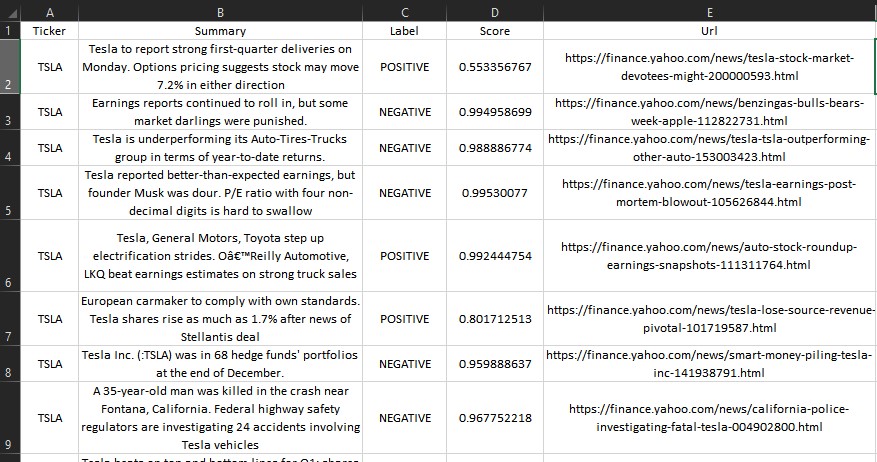 A B C D E
1 Ticker Summary Label Score Url
Tesla to report strong first-quarter deliveries on
Monday. Options pricing suggests stock may move
7.2% in either direction
2 TSLA POSITIVE 0.553356767
https://finance.yahoo.com/news/tesla-stock-market-
devotees-might-200000593.html
Earnings reports continued to roll in, but some
market darlings were punished.
3 TSLA NEGATIVE 0.994958699
https://finance.yahoo.com/news/benzingas-bulls-bears-
week-apple-112822731.html
Tesla is underperforming its Auto-Tires-Trucks
group in terms of year-to-date returns.
4 TSLA NEGATIVE 0.988886774
https://finance.yahoo.com/news/tesla-tsla-outperforming-
other-auto-153003423.html
Tesla reported better-than-expected earnings, but
founder Musk was dour. P/E ratio with four non-
decimal digits is hard to swallow
5 TSLA NEGATIVE 0.99530077
https://finance.yahoo.com/news/tesla-earnings-post-
mortem-blowout-105626844.html
Tesla, General Motors, Toyota step up
electrification strides. Oâ€™Reilly Automotive,
LKQ beat earnings estimates on strong truck sales
6 TSLA POSITIVE 0.992444754
https://finance.yahoo.com/news/auto-stock-roundup-
earnings-snapshots-111311764.html
European carmaker to comply with own standards.
Tesla shares rise as much as 1.7% after news of
Stellantis deal
7 TSLA POSITIVE 0.801712513
https://finance.yahoo.com/news/tesla-lose-source-revenue-
pivotal-101719587.html
Tesla Inc. (:TSLA) was in 68 hedge funds' portfolios
at the end of December.
8 TSLA NEGATIVE 0.959888637
https://finance.yahoo.com/news/smart-money-piling-tesla-
inc-141938791.html
A 35-year-old man was killed in the crash near
Fontana, California. Federal highway safety
regulators are investigating 24 accidents involving
Tesla vehicles
9 TSLA NEGATIVE 0.967752218
https://finance.yahoo.com/news/california-police-
investigating-fatal-tesla-004902800.html